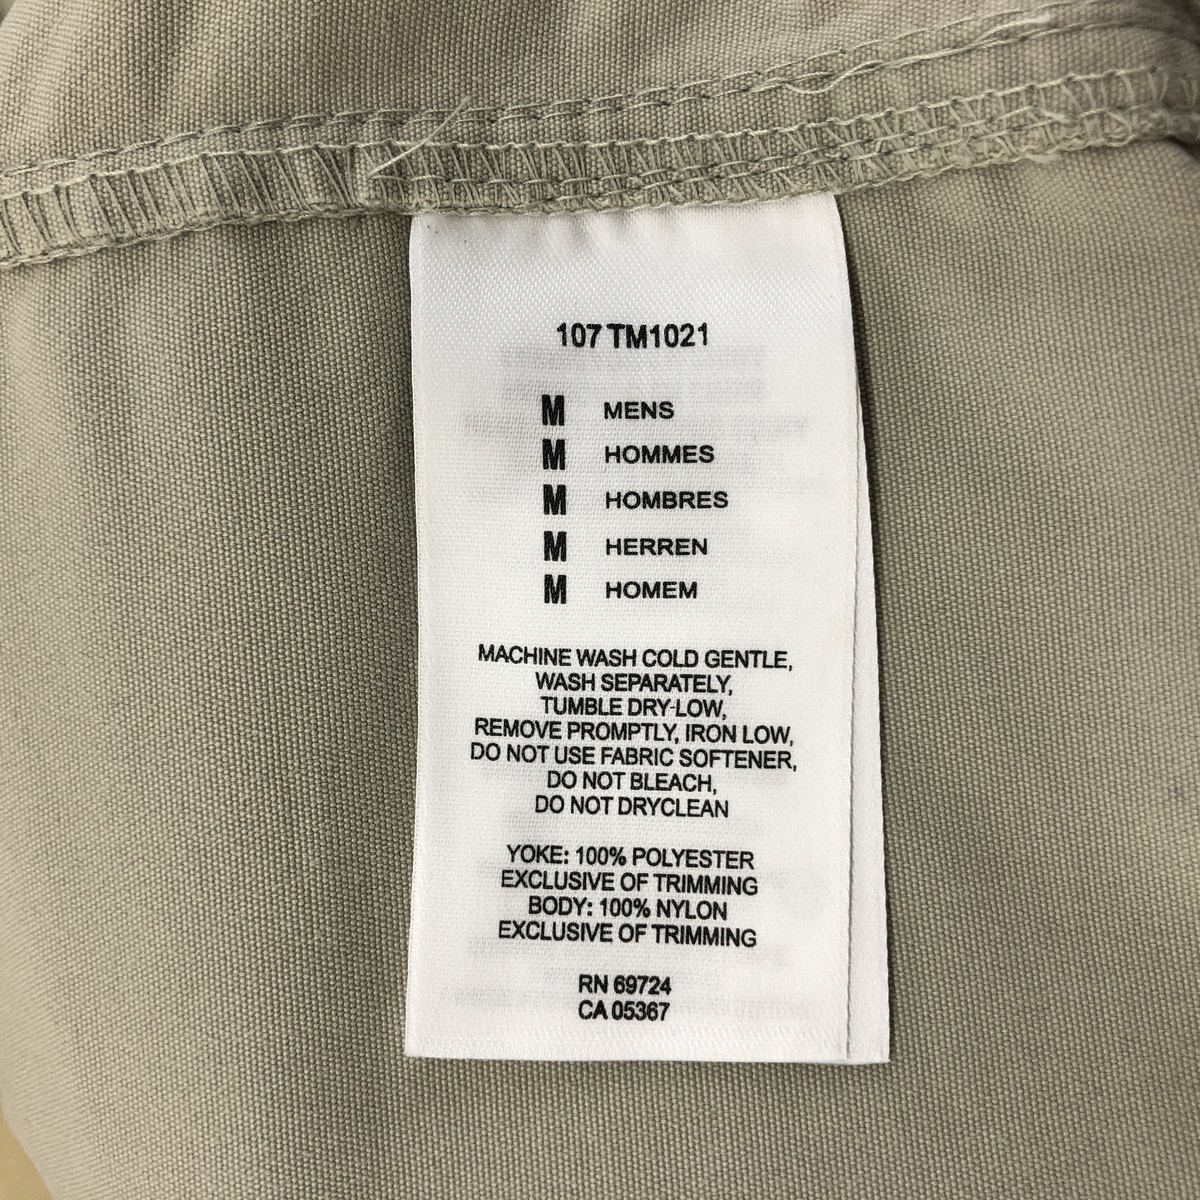 107 TM1021
M MENS
M HOMMES
M HOMBRES
M HERREN
M HOMEM
MACHINE WASH COLD GENTLE,
WASH SEPARATELY,
TUMBLE DRY-LOW,
REMOVE PROMPTLY, IRON LOW,
DO NOT USE FABRIC SOFTENER,
DO NOT BLEACH,
DO NOT DRYCLEAN
YOKE: 100% POLYESTER
EXCLUSIVE OF TRIMMING
BODY: 100% NYLON
EXCLUSIVE OF TRIMMING
RN 69724
CA 05367